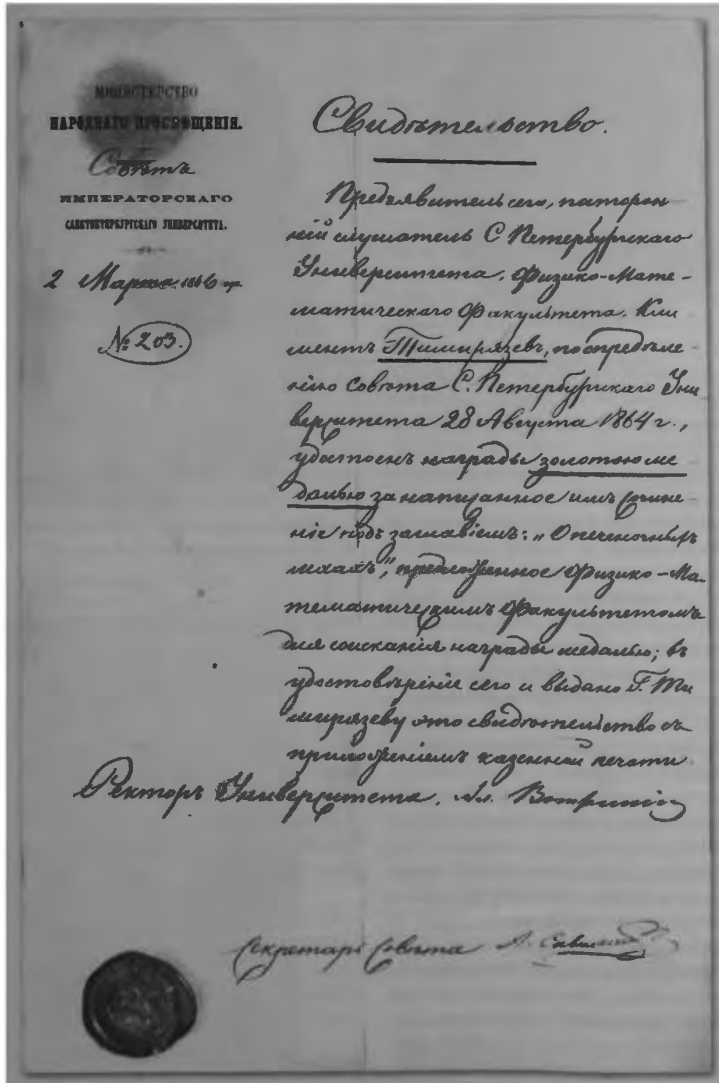 МИНИСТЕРСТВО
НАРОДНАГО ПРОСВѢЩЕНІЯ.
Совѣтъ
ИМПЕРАТОРСКАГО
САНКТПЕТЕРБУРГСКАГО УНИВЕРСИТЕТА.
2 Марта 1866 г.
№ 203.
Свидѣтельство.
Предъявитель сего, посторон
ній слушатель С Петербургскаго
Университета, Физико-Мате-
матическаго Факультета, Кли
ментъ Тимирязевъ, по опредѣле
нію Совѣта С. Петербургскаго Уни
верситета 28 Августа 1864 г.,
удостоенъ награды золотою ме
далью за написанное имъ сочине
ніе подъ заглавіемъ: „О печеночныхъ
мхахъ", предложенное Физико-Ма-
тематическимъ Факультетомъ
для соисканія награды медалью; въ
удостовѣреніе сего и выдано Г. Ти
мирязеву это свидѣтельство съ
приложеніемъ казенной печати
Ректоръ Университета,
Секретарь Совѣта А.